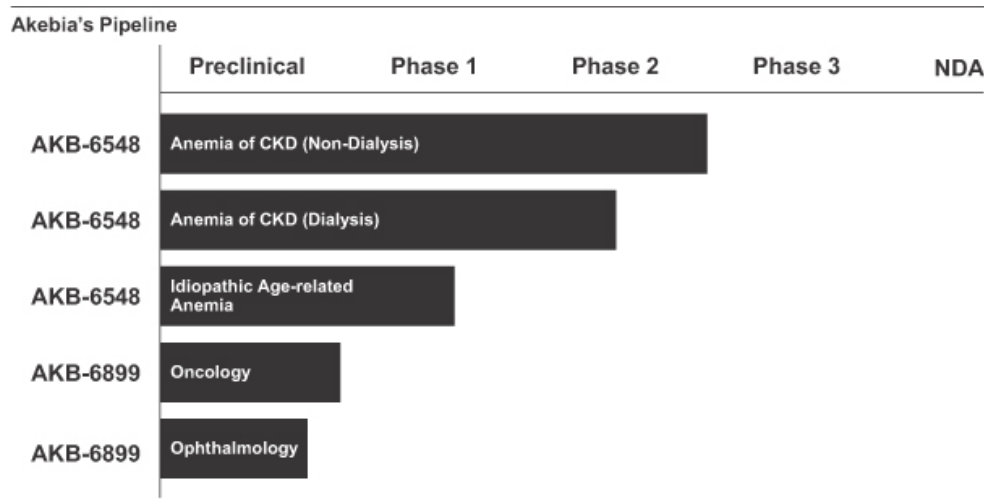 Akebia's Pipeline
Preclinical Phase 1 Phase 2 Phase 3 NDA
AKB-6548 Anemia of CKD (Non-Dialysis)
AKB-6548 Anemia of CKD (Dialysis)
AKB-6548 Idiopathic Age-related
Anemia
AKB-6899 Oncology
AKB-6899 Ophthalmology